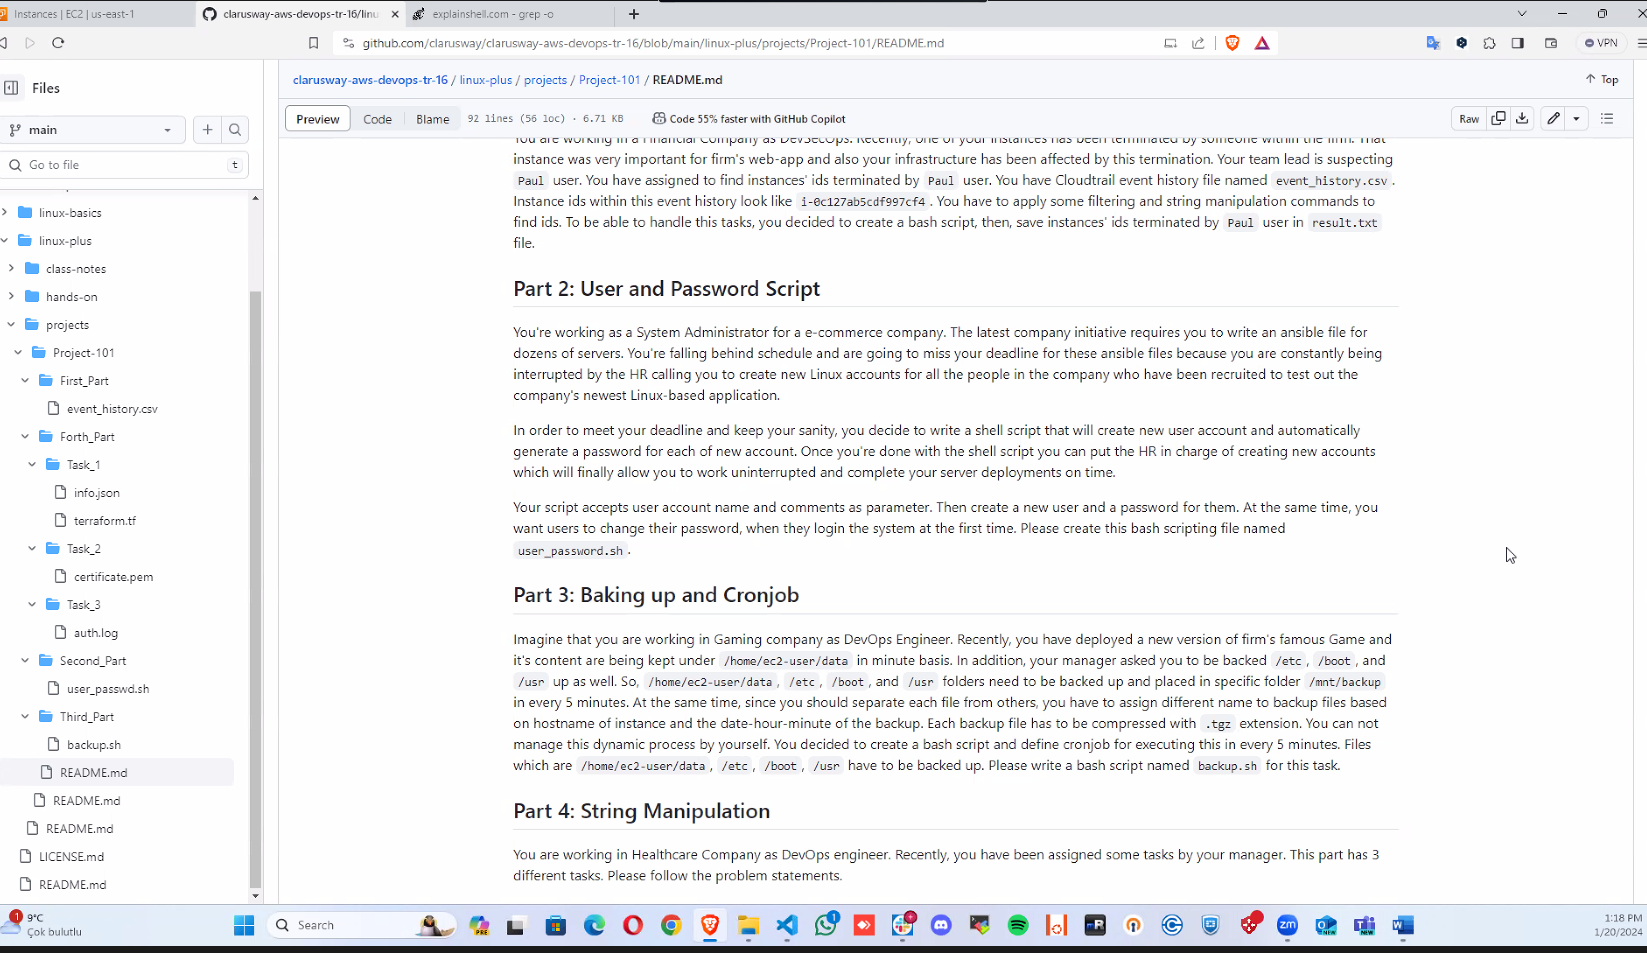 Instances | EC2 | us-east-1
clarusway-aws-devops-tr-16/linu
explainshell.com - grep -o
github.com/clarusway/clarusway-aws-devops-tr-16/blob/main/linux-plus/projects/Project-101/README.md
VPN
Files
main
Go to file
t
linux-basics
linux-plus
class-notes
hands-on
projects
Project-101
First_Part
event_history.csv
Forth_Part
Task_1
info.json
terraform.tf
Task_2
certificate.pem
Task_3
auth.log
Second_Part
user_passwd.sh
Third_Part
backup.sh
README.md
README.md
README.md
LICENSE.md
README.md
clarusway-aws-devops-tr-16 / linux-plus / projects / Project-101 / README.md
Top
Preview
Code
Blame
92 lines (56 loc) · 6.71 KB
Code 55% faster with GitHub Copilot
Raw
You are working in a Financial Company as DevSecOps. Recently, one of your instances has been terminated by someone within the firm. That
instance was very important for firm's web-app and also your infrastructure has been affected by this termination. Your team lead is suspecting
Paul user. You have assigned to find instances' ids terminated by Paul user. You have Cloudtrail event history file named event_history.csv.
Instance ids within this event history look like i-0c127ab5cdf997cf4. You have to apply some filtering and string manipulation commands to
find ids. To be able to handle this tasks, you decided to create a bash script, then, save instances' ids terminated by Paul user in result.txt
file.
Part 2: User and Password Script
You're working as a System Administrator for a e-commerce company. The latest company initiative requires you to write an ansible file for
dozens of servers. You're falling behind schedule and are going to miss your deadline for these ansible files because you are constantly being
interrupted by the HR calling you to create new Linux accounts for all the people in the company who have been recruited to test out the
company's newest Linux-based application.
In order to meet your deadline and keep your sanity, you decide to write a shell script that will create new user account and automatically
generate a password for each of new account. Once you're done with the shell script you can put the HR in charge of creating new accounts
which will finally allow you to work uninterrupted and complete your server deployments on time.
Your script accepts user account name and comments as parameter. Then create a new user and a password for them. At the same time, you
want users to change their password, when they login the system at the first time. Please create this bash scripting file named
user_password.sh.
Part 3: Baking up and Cronjob
Imagine that you are working in Gaming company as DevOps Engineer. Recently, you have deployed a new version of firm's famous Game and
it's content are being kept under /home/ec2-user/data in minute basis. In addition, your manager asked you to be backed /etc, /boot, and
/usr up as well. So, /home/ec2-user/data, /etc, /boot, and /usr folders need to be backed up and placed in specific folder /mnt/backup
in every 5 minutes. At the same time, since you should separate each file from others, you have to assign different name to backup files based
on hostname of instance and the date-hour-minute of the backup. Each backup file has to be compressed with .tgz extension. You can not
manage this dynamic process by yourself. You decided to create a bash script and define cronjob for executing this in every 5 minutes. Files
which are /home/ec2-user/data, /etc, /boot, /usr have to be backed up. Please write a bash script named backup.sh for this task.
Part 4: String Manipulation
You are working in Healthcare Company as DevOps engineer. Recently, you have been assigned some tasks by your manager. This part has 3
different tasks. Please follow the problem statements.
1
9°C
Çok bulutlu
Search
PRE
1
zm
NEW
NEW
1:18 PM
1/20/2024